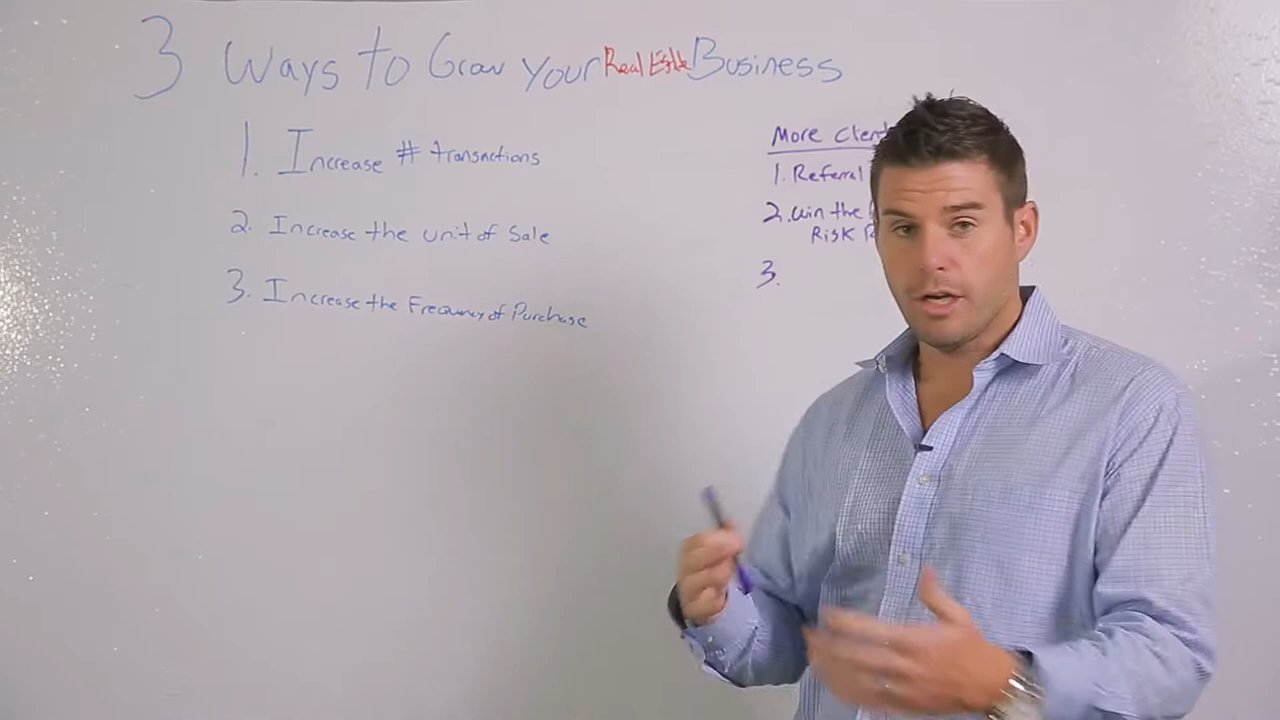 3 Ways to Grow Your Real Estate Business
1. Increase # transactions
2. Increase the unit of Sale
3. Increase the Frequency of Purchase
More Client
1. Referral
2. Win the
Risk R
3.